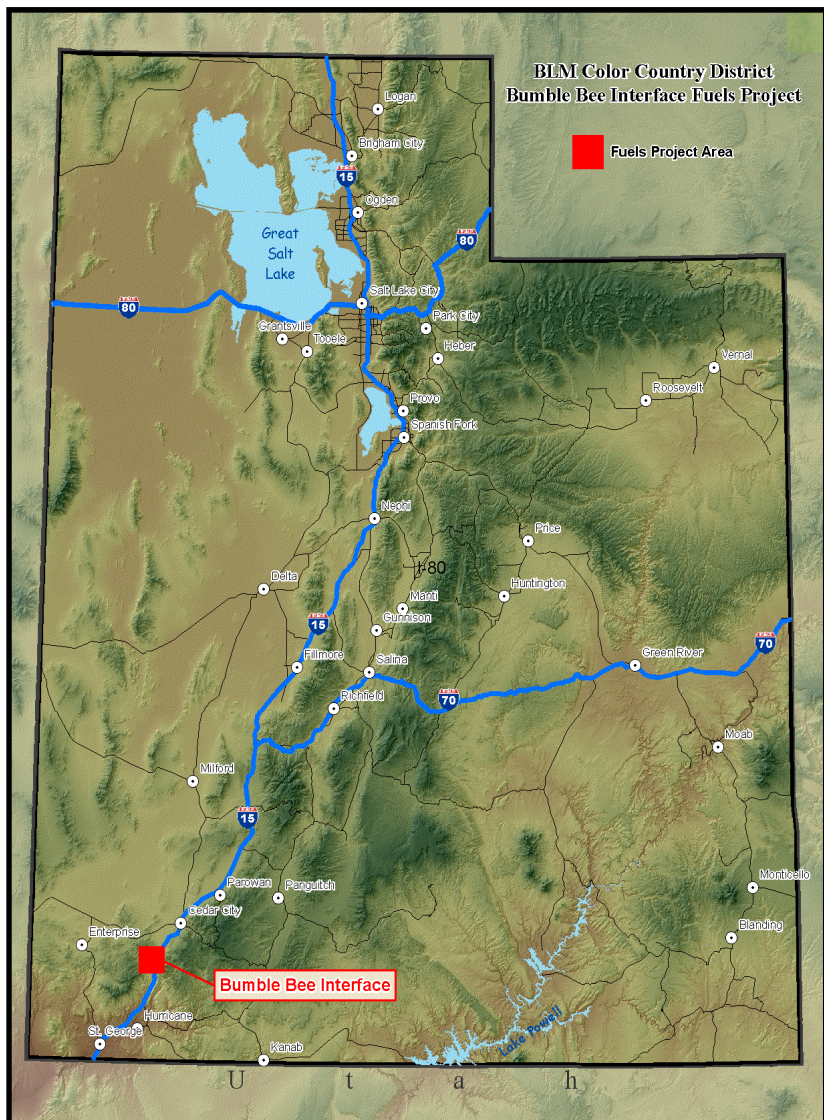 BLM Color Country District
Bumble Bee Interface Fuels Project
Fuels Project Area
Logan
Brigham City
15
Ogden
Great
Salt
Lake
80
80
Salt Lake City
Park City
Grantsville
Tooele
Heber
Vernal
Roosevelt
Provo
Spanish Fork
Nephi
Price
I-80
Delta
Huntington
Manti
15
Gunnison
70
Fillmore
Salina
Green River
Richfield
70
Moab
Milford
15
Parowan
Panguitch
Monticello
Cedar City
Enterprise
Blanding
Bumble Bee Interface
Hurricane
Lake Powell
St. George
Kanab
U t a h